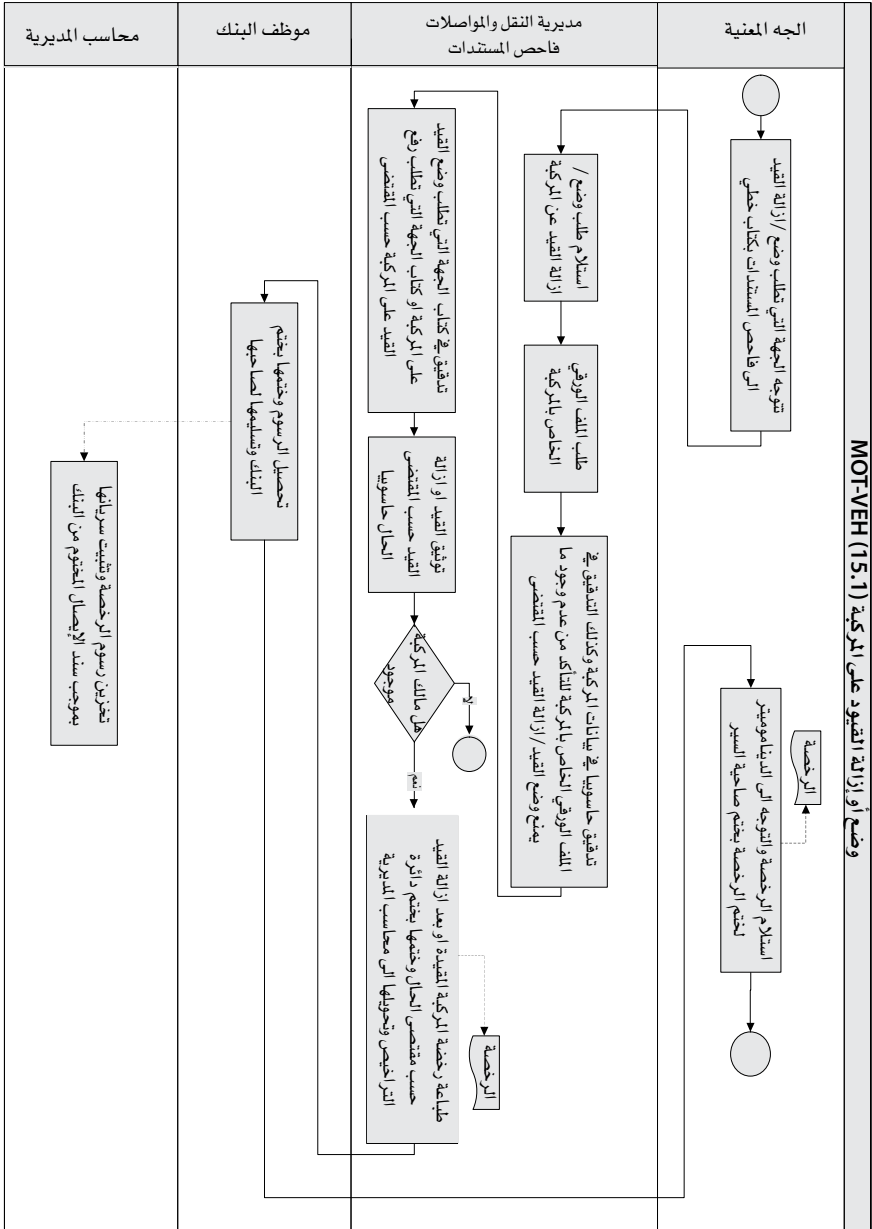 وضع أو إزالة القيود على المركبة MOT-VEH (15.1)
الجه المعنية
مديرية النقل والمواصلات
فاحص المستندات
موظف البنك
محاسب المديرية
تتوجه الجهة التي تطلب وضع / ازالة القيد
الى فاحص المستندات بكتاب خطي
استلام طلب وضع /
ازالة القيد عن المركبة
طلب الملف الورقي
الخاص بالمركبة
تدقيق حاسوبيا في بيانات المركبة وكذلك التدقيق في
الملف الورقي الخاص بالمركبة للتأكد من عدم وجود ما
يمنع وضع القيد / ازالة القيد حسب المقتضى
تدقيق في كتاب الجهة التي تطلب وضع القيد
على المركبة او كتاب الجهة التي تطلب رفع
القيد على المركبة حسب المقتضى
توثيق القيد او ازالة
القيد حسب المقتضى
الحال حاسوبيا
هل مالك المركبة
موجود
لا
نعم
طباعة رخضة المركبة المقيدة او بعد ازالة القيد
حسب مقتصى الحال وختمها بختم دائرة
التراخيص وتحويلها الى محاسب المديرية
الرخصة
تحصيل الرسوم وختمها بختم
البنك وتسليمها لصاحبها
تخزين رسوم الرخصة وتثبيت سريانها
بموجب سند الإيصال المختوم من البنك
استلام الرخصة والتوجه الى الديناموميتر
لختم الرخصة بختم صاحية السير
الرخصة